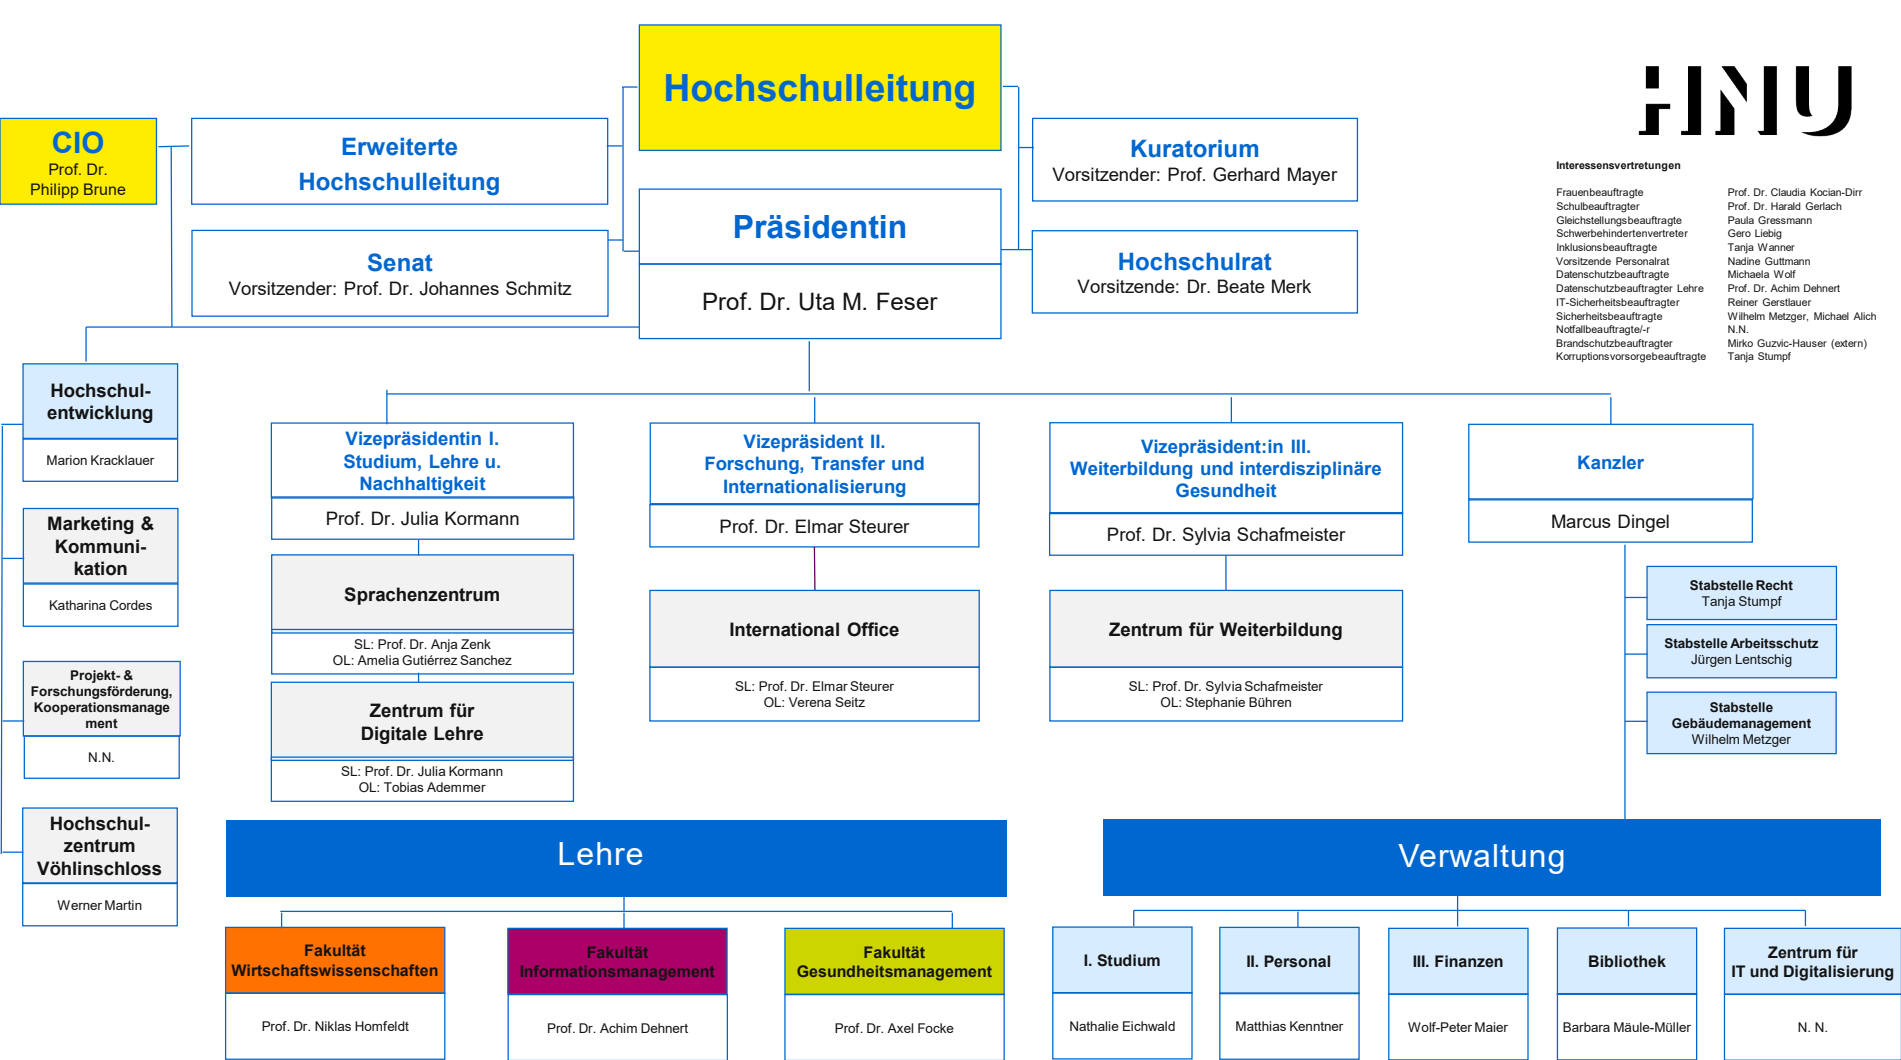 Hochschulleitung
HNU
CIO
Prof. Dr.
Philipp Brune
Erweiterte
Hochschulleitung
Kuratorium
Vorsitzender: Prof. Gerhard Mayer
Präsidentin
Prof. Dr. Uta M. Feser
Senat
Vorsitzender: Prof. Dr. Johannes Schmitz
Hochschulrat
Vorsitzende: Dr. Beate Merk
Interessensvertretungen
Frauenbeauftragte Prof. Dr. Claudia Kocian-Dirr
Schulbeauftragter Prof. Dr. Harald Gerlach
Gleichstellungsbeauftragte Paula Gressmann
Schwerbehindertenvertreter Gero Liebig
Inklusionsbeauftragte Tanja Wanner
Vorsitzende Personalrat Nadine Guttmann
Datenschutzbeauftragte Michaela Wolf
Datenschutzbeauftragter Lehre Prof. Dr. Achim Dehnert
IT-Sicherheitsbeauftragter Reiner Gerstlauer
Sicherheitsbeauftragte Wilhelm Metzger, Michael Alich
Notfallbeauftragte/-r N.N.
Brandschutzbeauftragter Mirko Guzvic-Hauser (extern)
Korruptionsvorsorgebeauftragte Tanja Stumpf
Hochschul-
entwicklung
Marion Kracklauer
Marketing &
Kommuni-
kation
Katharina Cordes
Projekt- &
Forschungsförderung,
Kooperationsmanage
ment
N.N.
Hochschul-
zentrum
Vöhlinschloss
Werner Martin
Vizepräsidentin I.
Studium, Lehre u.
Nachhaltigkeit
Prof. Dr. Julia Kormann
Sprachenzentrum
SL: Prof. Dr. Anja Zenk
OL: Amelia Gutiérrez Sanchez
Zentrum für
Digitale Lehre
SL: Prof. Dr. Julia Kormann
OL: Tobias Ademmer
Vizepräsident II.
Forschung, Transfer und
Internationalisierung
Prof. Dr. Elmar Steurer
International Office
SL: Prof. Dr. Elmar Steurer
OL: Verena Seitz
Vizepräsident:in III.
Weiterbildung und interdisziplinäre
Gesundheit
Prof. Dr. Sylvia Schafmeister
Zentrum für Weiterbildung
SL: Prof. Dr. Sylvia Schafmeister
OL: Stephanie Bühren
Kanzler
Marcus Dingel
Stabstelle Recht
Tanja Stumpf
Stabstelle Arbeitsschutz
Jürgen Lentschig
Stabstelle
Gebäudemanagement
Wilhelm Metzger
Lehre
Fakultät
Wirtschaftswissenschaften
Prof. Dr. Niklas Homfeldt
Fakultät
Informationsmanagement
Prof. Dr. Achim Dehnert
Fakultät
Gesundheitsmanagement
Prof. Dr. Axel Focke
Verwaltung
I. Studium
Nathalie Eichwald
II. Personal
Matthias Kenntner
III. Finanzen
Wolf-Peter Maier
Bibliothek
Barbara Mäule-Müller
Zentrum für
IT und Digitalisierung
N. N.